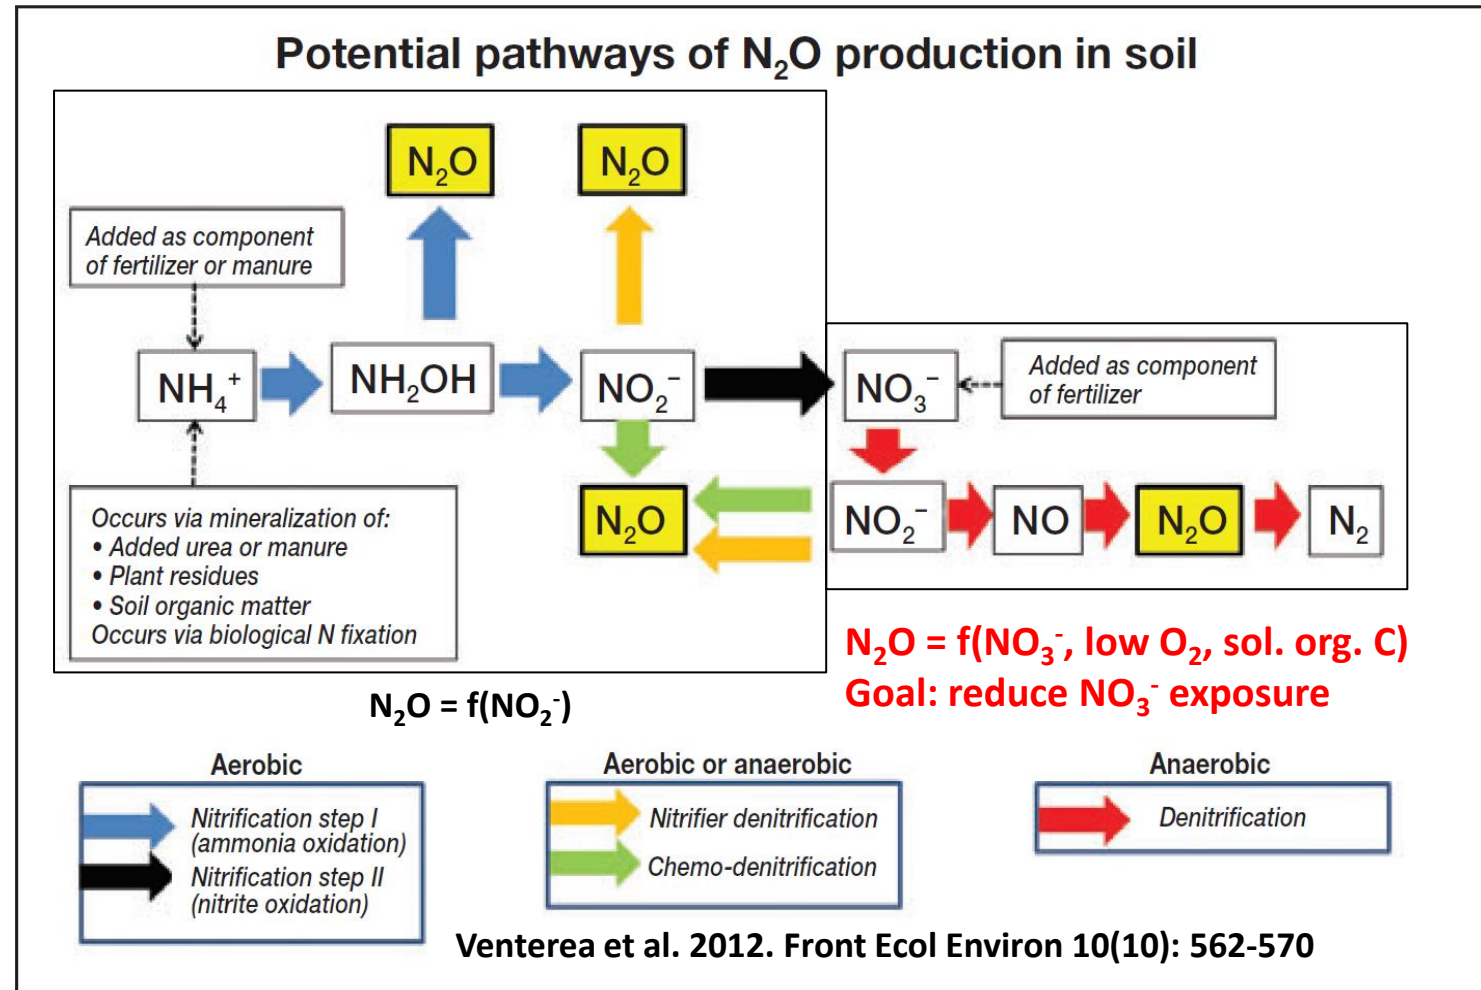 Potential pathways of N₂O production in soil
N₂O
N₂O
Added as component
of fertilizer or manure
NH₄⁺
NH₂OH
NO₂⁻
NO₃⁻
Added as component
of fertilizer
Occurs via mineralization of:
• Added urea or manure
• Plant residues
• Soil organic matter
Occurs via biological N fixation
N₂O
NO₂⁻
NO
N₂O
N₂
N₂O = f(NO₂⁻)
N₂O = f(NO₃⁻, low O₂, sol. org. C)
Goal: reduce NO₃⁻ exposure
Aerobic
Nitrification step I
(ammonia oxidation)
Nitrification step II
(nitrite oxidation)
Aerobic or anaerobic
Nitrifier denitrification
Chemo-denitrification
Anaerobic
Denitrification
Venterea et al. 2012. Front Ecol Environ 10(10): 562-570